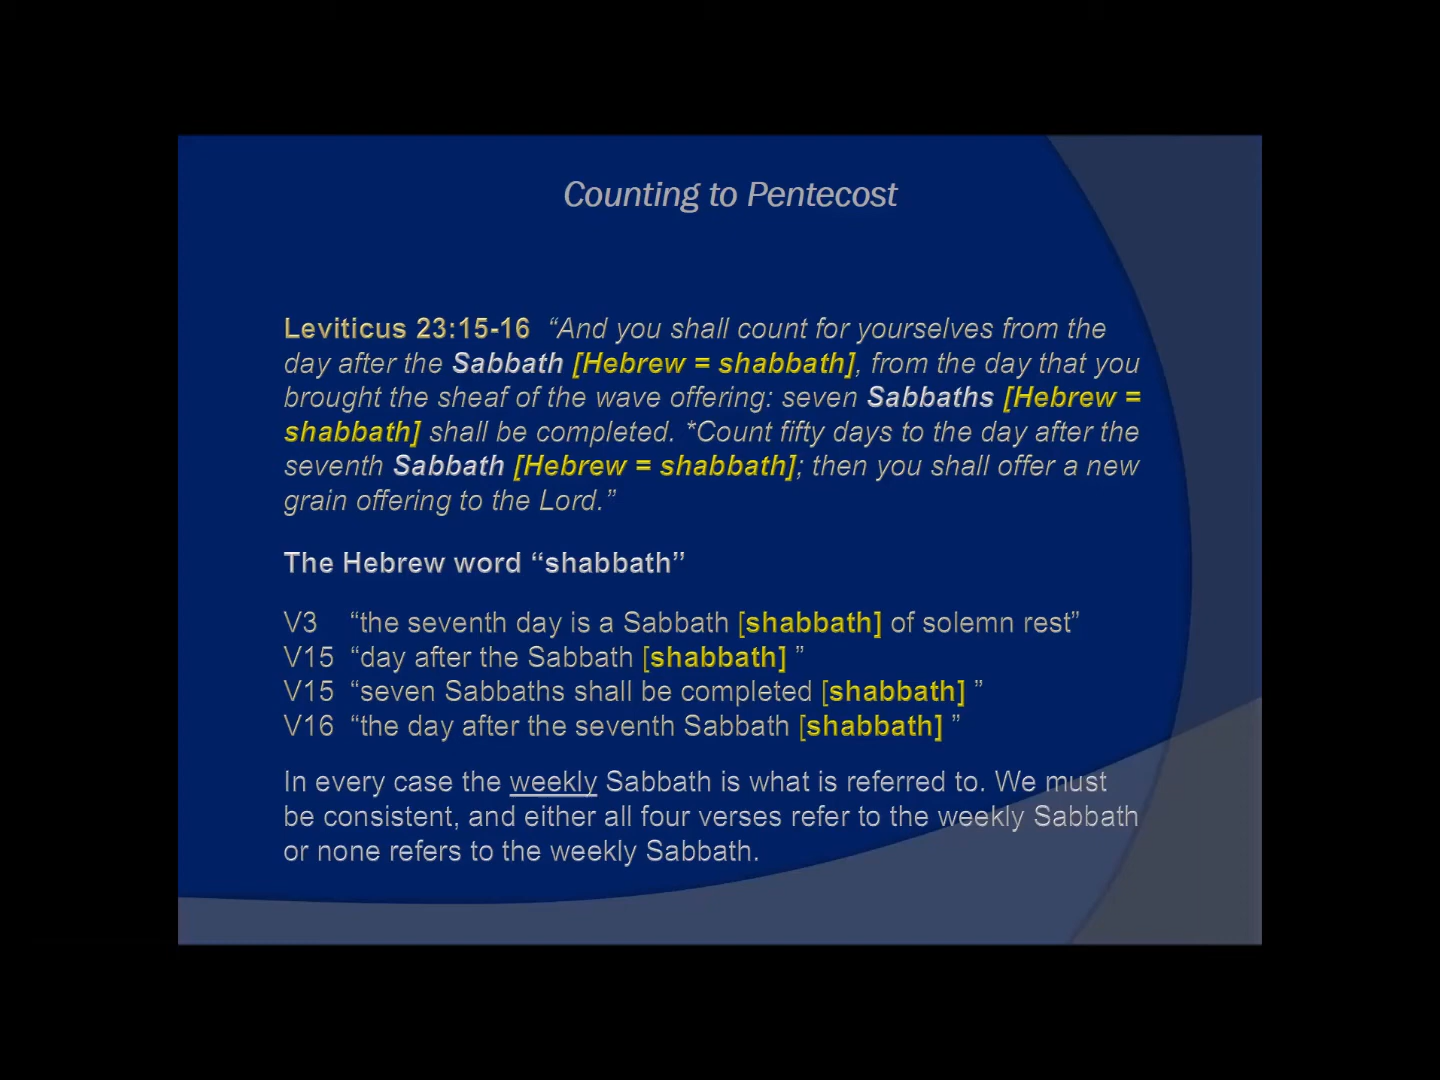 Counting to Pentecost
Leviticus 23:15-16 “And you shall count for yourselves from the
day after the Sabbath [Hebrew = shabbath], from the day that you
brought the sheaf of the wave offering: seven Sabbaths [Hebrew =
shabbath] shall be completed. *Count fifty days to the day after the
seventh Sabbath [Hebrew = shabbath]; then you shall offer a new
grain offering to the Lord.”
The Hebrew word “shabbath”
V3 “the seventh day is a Sabbath [shabbath] of solemn rest”
V15 “day after the Sabbath [shabbath] ”
V15 “seven Sabbaths shall be completed [shabbath] ”
V16 “the day after the seventh Sabbath [shabbath] ”
In every case the weekly Sabbath is what is referred to. We must
be consistent, and either all four verses refer to the weekly Sabbath
or none refers to the weekly Sabbath.